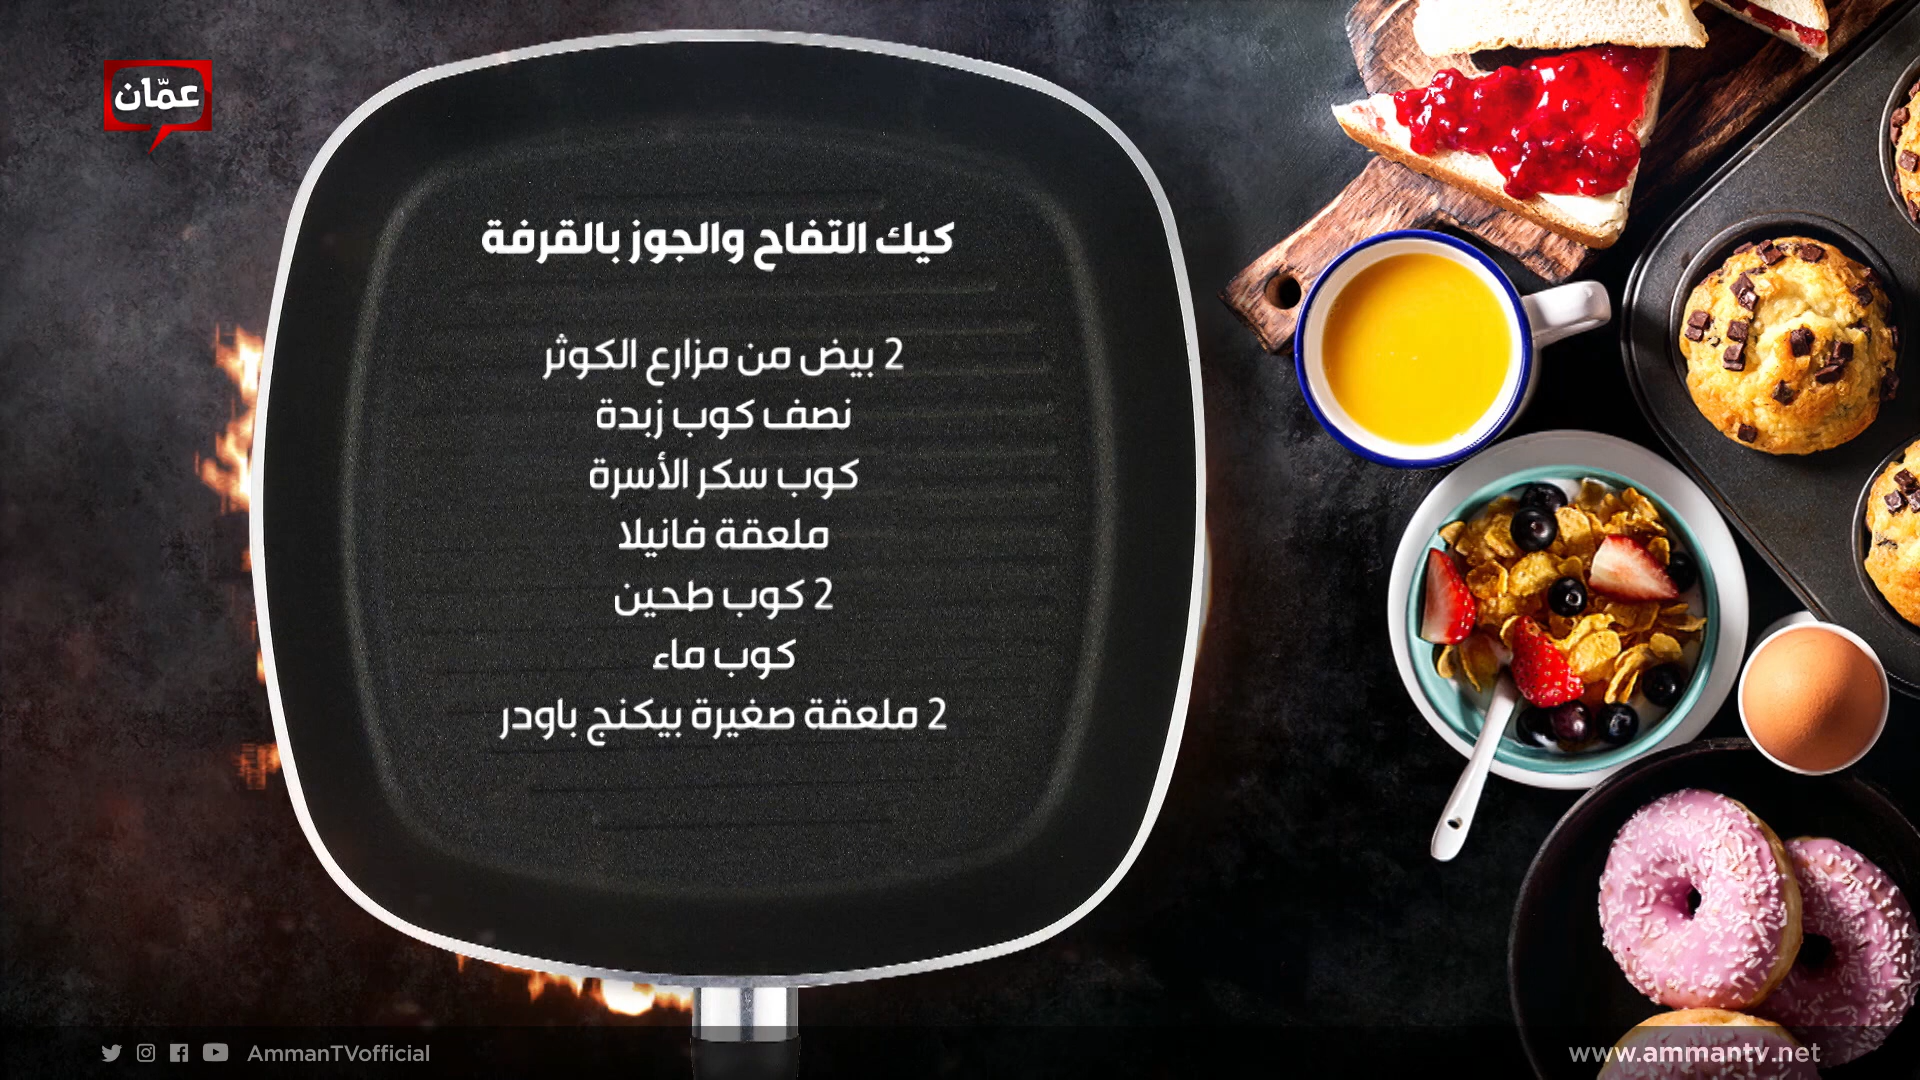 عمّان
كيك التفاح والجوز بالقرفة
2 بيض من مزارع الكوثر
نصف كوب زبدة
كوب سكر الأسرة
ملعقة فانيلا
2 كوب طحين
كوب ماء
2 ملعقة صغيرة بيكنج باودر
AmmanTVofficial
www.ammantv.net